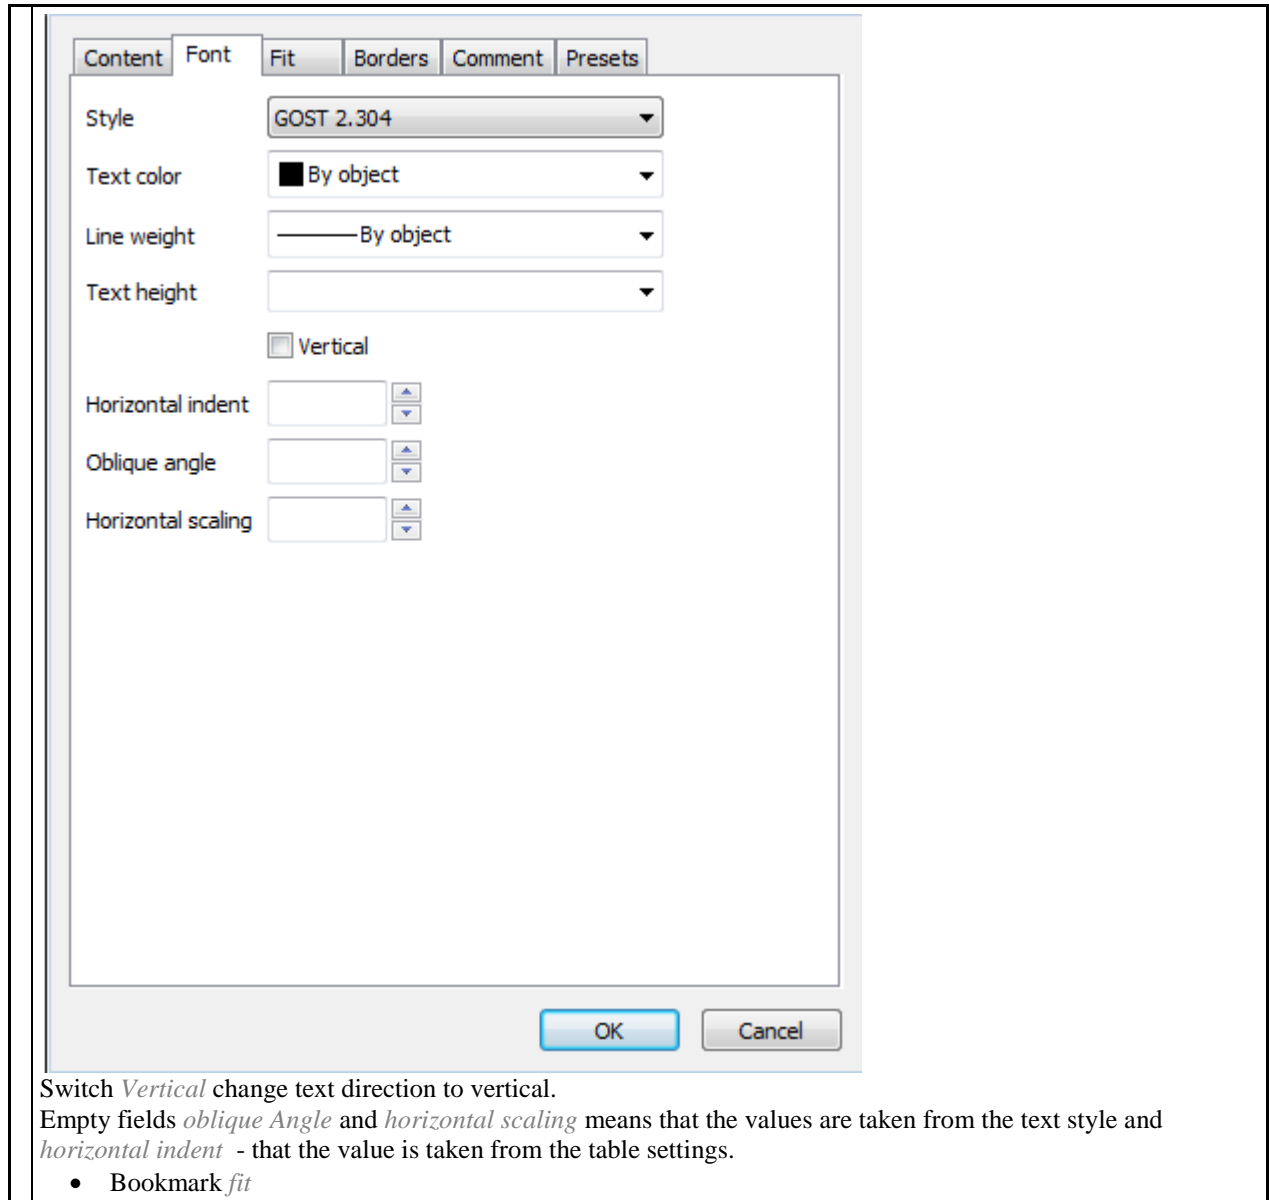 Content Font Fit Borders Comment Presets
Style GOST 2.304
Text color By object
Line weight By object
Text height
Vertical
Horizontal indent
Oblique angle
Horizontal scaling
OK Cancel
Switch Vertical change text direction to vertical.
Empty fields oblique Angle and horizontal scaling means that the values are taken from the text style and
horizontal indent - that the value is taken from the table settings.
• Bookmark fit